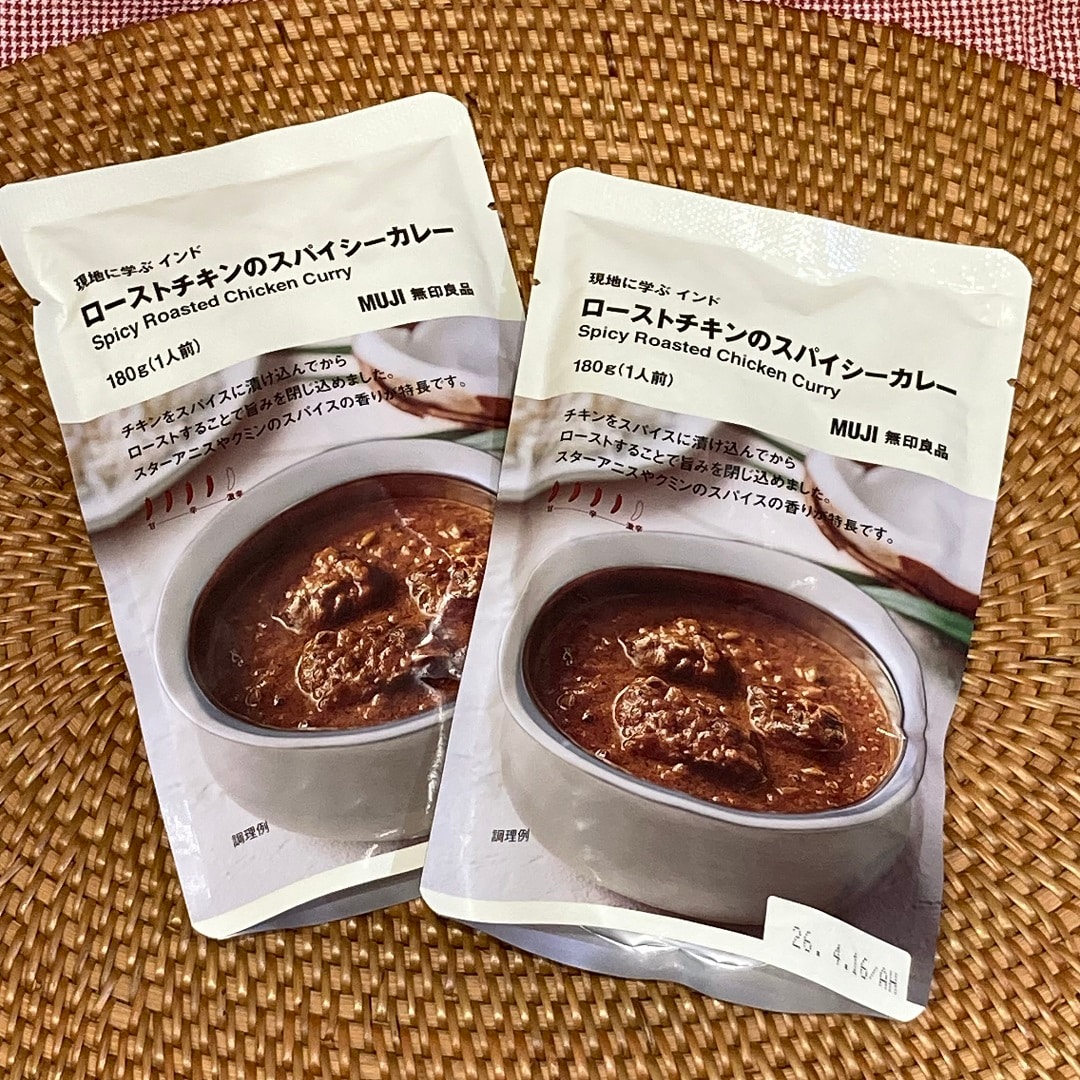 現地に学ぶ インド
ローストチキンのスパイシーカレー
Spicy Roasted Chicken Curry
MUJI 無印良品
180g(1人前)
チキンをスパイスに漬け込んでから
ローストすることで旨みを閉じ込めました。
スターアニスやクミンのスパイスの香りが特長です。
甘 辛 激辛
調理例
現地に学ぶ インド
ローストチキンのスパイシーカレー
Spicy Roasted Chicken Curry
180g(1人前)
MUJI 無印良品
チキンをスパイスに漬け込んでから
ローストすることで旨みを閉じ込めました。
スターアニスやクミンのスパイスの香りが特長です。
甘 辛 激辛
調理例
26. 4.16/AH